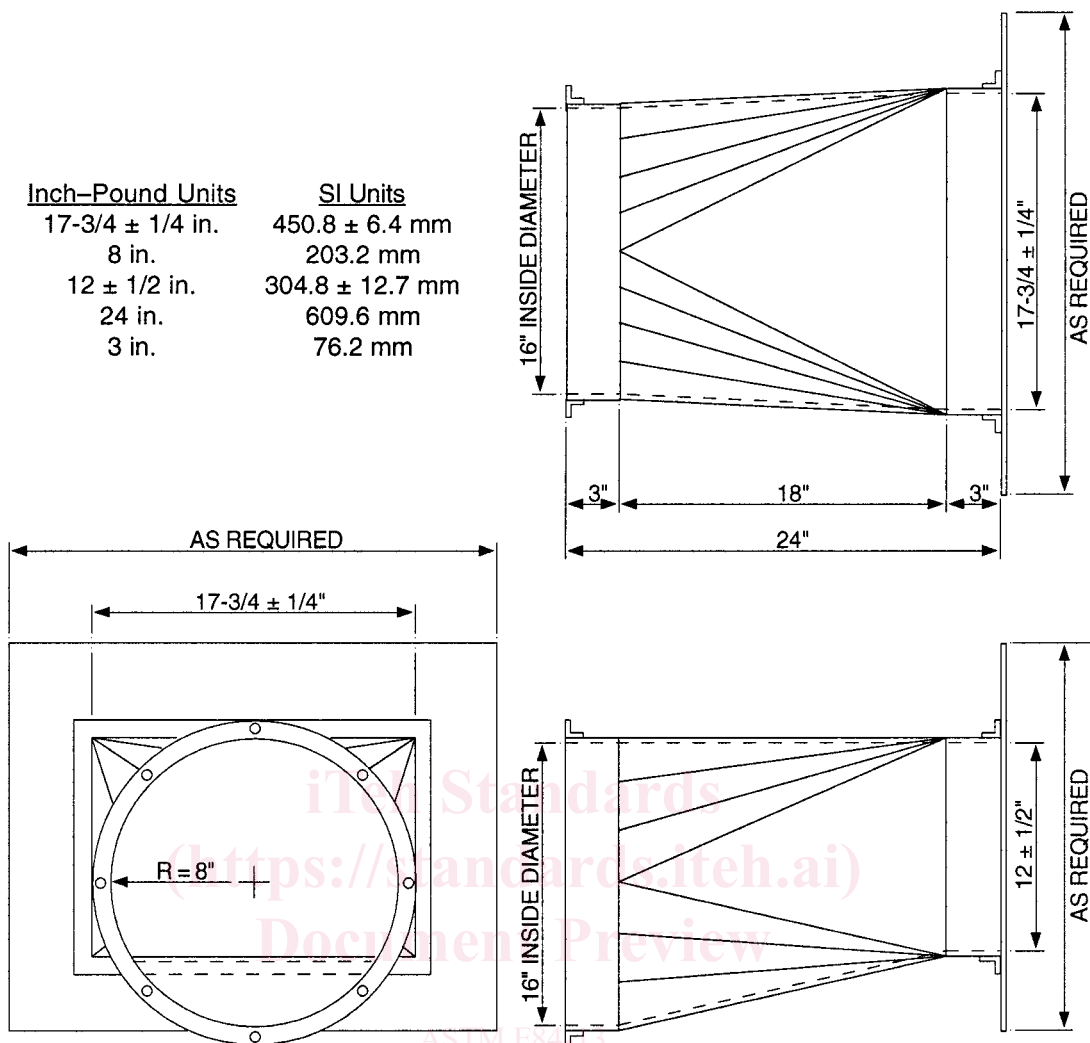 Inch–Pound Units SI Units
17-3/4 ± 1/4 in. 450.8 ± 6.4 mm
8 in. 203.2 mm
12 ± 1/2 in. 304.8 ± 12.7 mm
24 in. 609.6 mm
3 in. 76.2 mm
16" INSIDE DIAMETER
17-3/4 ± 1/4"
AS REQUIRED
3" 18" 3"
24"
AS REQUIRED
17-3/4 ± 1/4"
R = 8"
16" INSIDE DIAMETER
12 ± 1/2"
AS REQUIRED
iTeh Standards
(https://standards.iteh.ai)
Document Preview